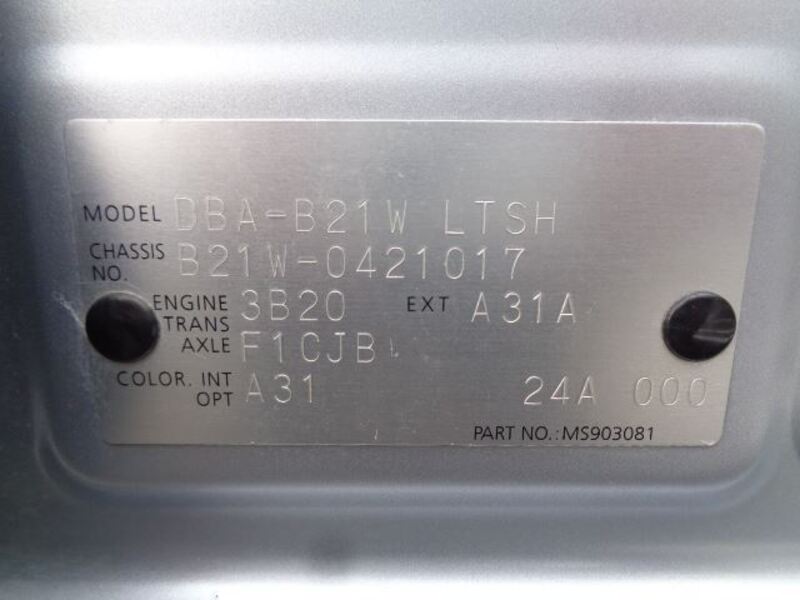 MODEL DBA-B21W LTSH
CHASSIS NO. B21W-0421017
ENGINE 3B20 EXT A31A
TRANS AXLE F1CJB
COLOR. INT OPT A31 24A 000
PART NO.: MS903081